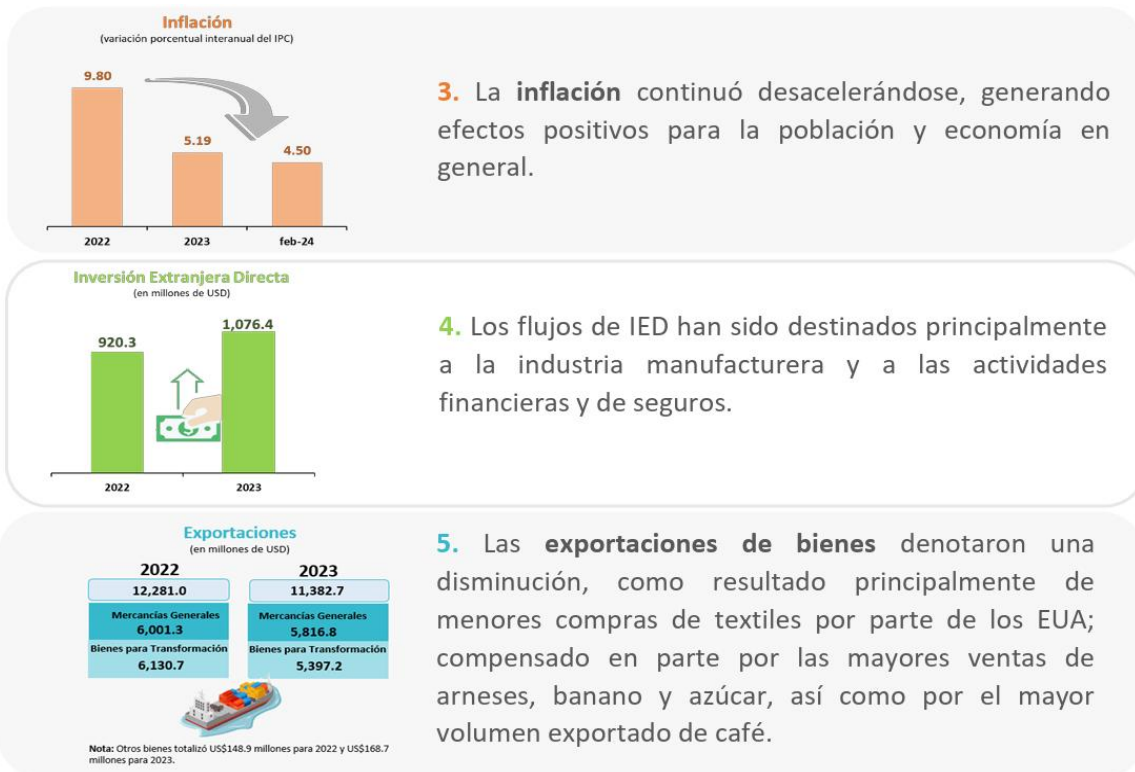 Inflación
(variación porcentual interanual del IPC)
9.80
5.19
4.50
2022
2023
feb-24
3. La inflación continuó desacelerándose, generando
efectos positivos para la población y economía en
general.
Inversión Extranjera Directa
(en millones de USD)
920.3
1,076.4
2022
2023
4. Los flujos de IED han sido destinados principalmente
a la industria manufacturera y a las actividades
financieras y de seguros.
Exportaciones
(en millones de USD)
2022
2023
12,281.0
11,382.7
Mercancías Generales
6,001.3
Mercancías Generales
5,816.8
Bienes para Transformación
6,130.7
Bienes para Transformación
5,397.2
Nota: Otros bienes totalizó US$148.9 millones para 2022 y US$168.7
millones para 2023.
5. Las exportaciones de bienes denotaron una
disminución, como resultado principalmente de
menores compras de textiles por parte de los EUA;
compensado en parte por las mayores ventas de
arneses, banano y azúcar, así como por el mayor
volumen exportado de café.